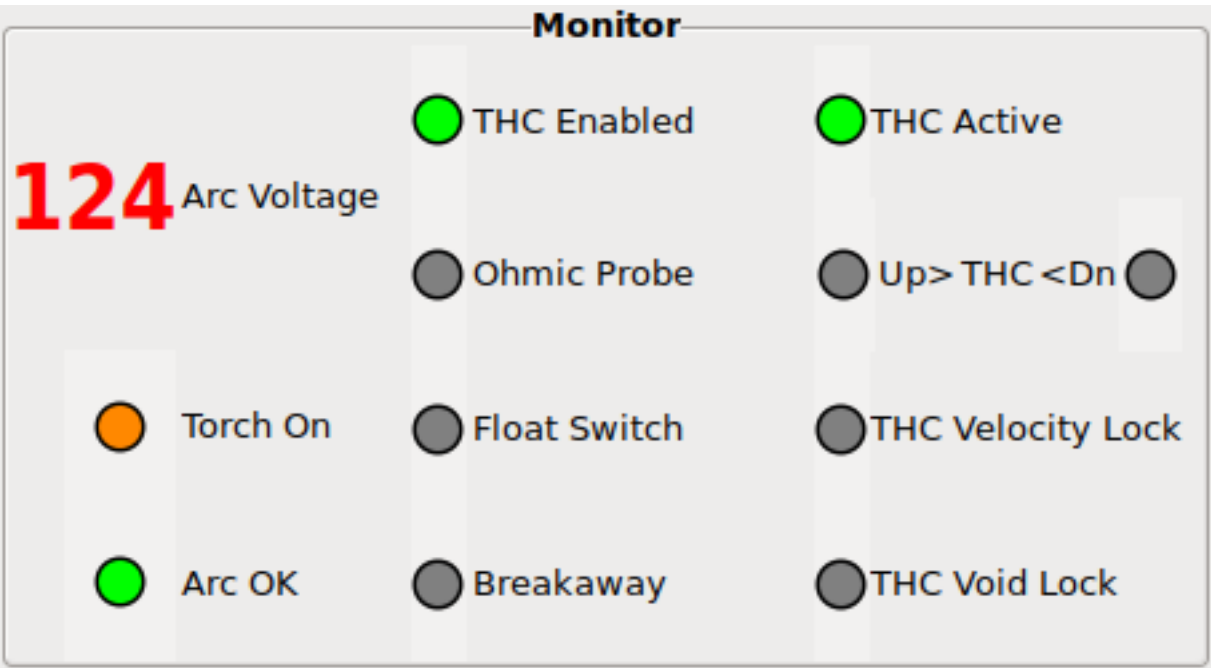 Monitor
THC Enabled
THC Active
124 Arc Voltage
Ohmic Probe
Up> THC <Dn
Torch On
Float Switch
THC Velocity Lock
Arc OK
Breakaway
THC Void Lock